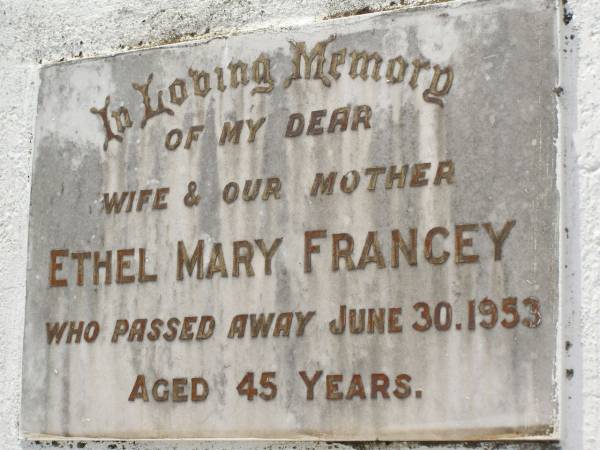 In Loving Memory
OF MY DEAR
WIFE & OUR MOTHER
ETHEL MARY FRANCEY
WHO PASSED AWAY JUNE 30. 1953
AGED 45 YEARS.